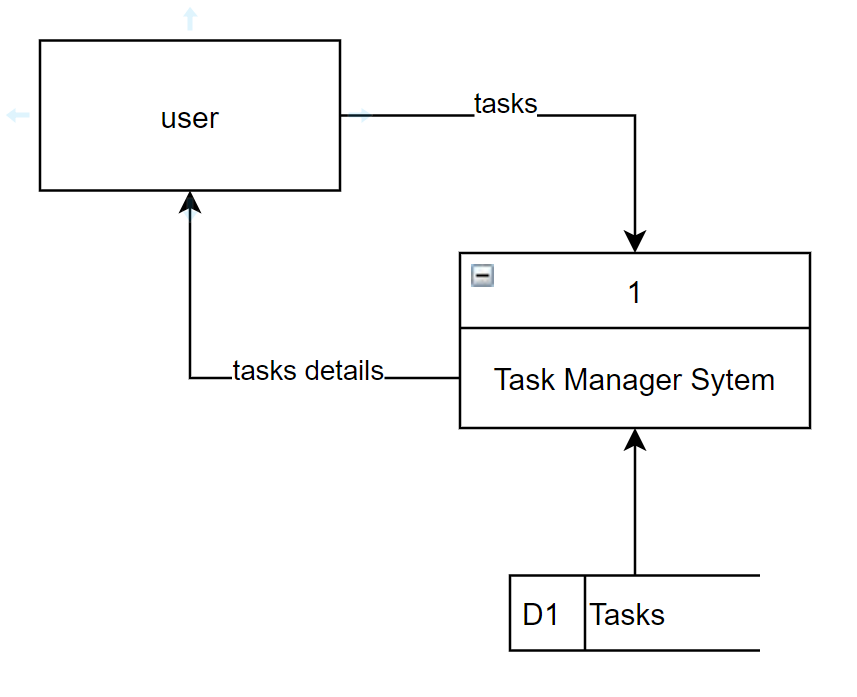 user
tasks
1
tasks details
Task Manager Sytem
D1
Tasks